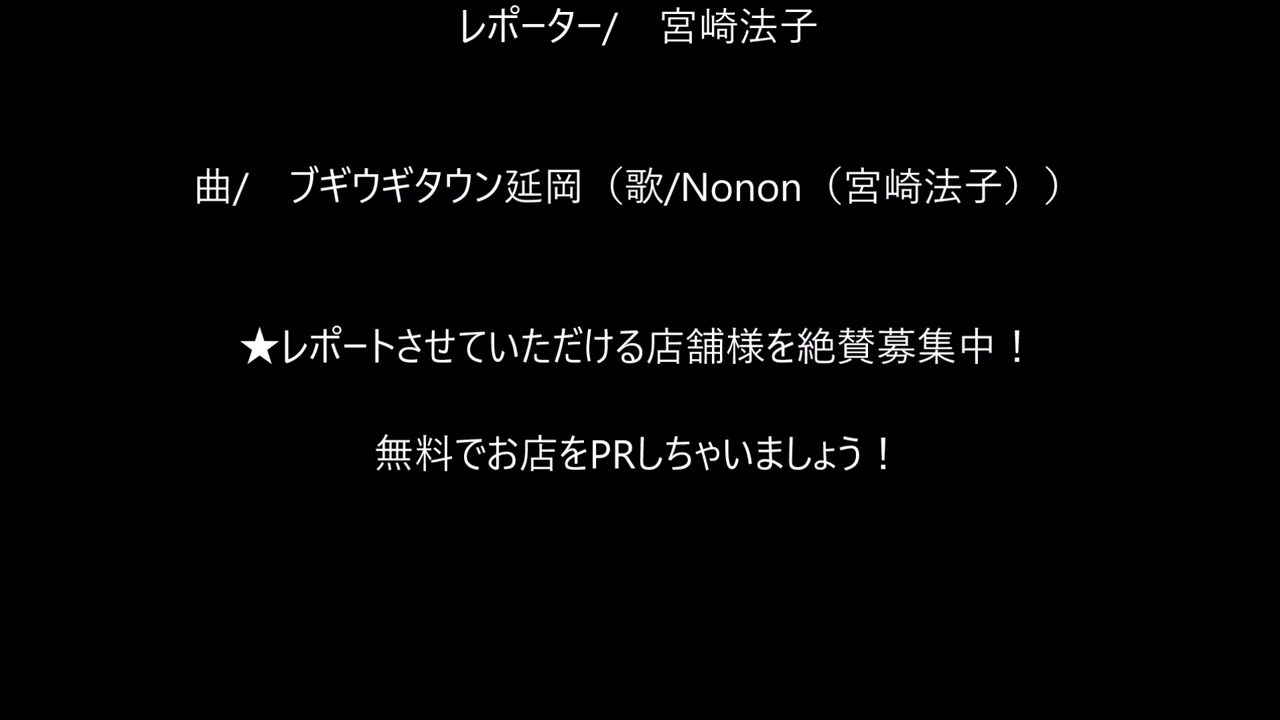 レポーター/　宮崎法子
曲/　ブギウギタウン延岡（歌/Nonon（宮崎法子））
★レポートさせていただける店舗様を絶賛募集中！
無料でお店をPRしちゃいましょう！